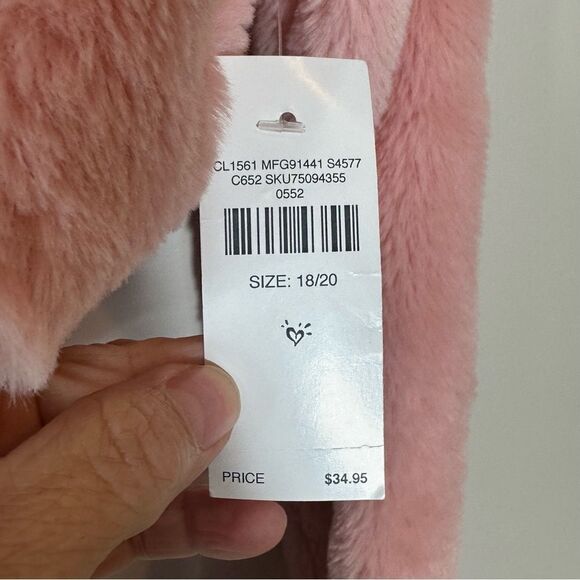 CL1561 MFG91441 S4577
C652 SKU75094355
0552
SIZE: 18/20
PRICE $34.95